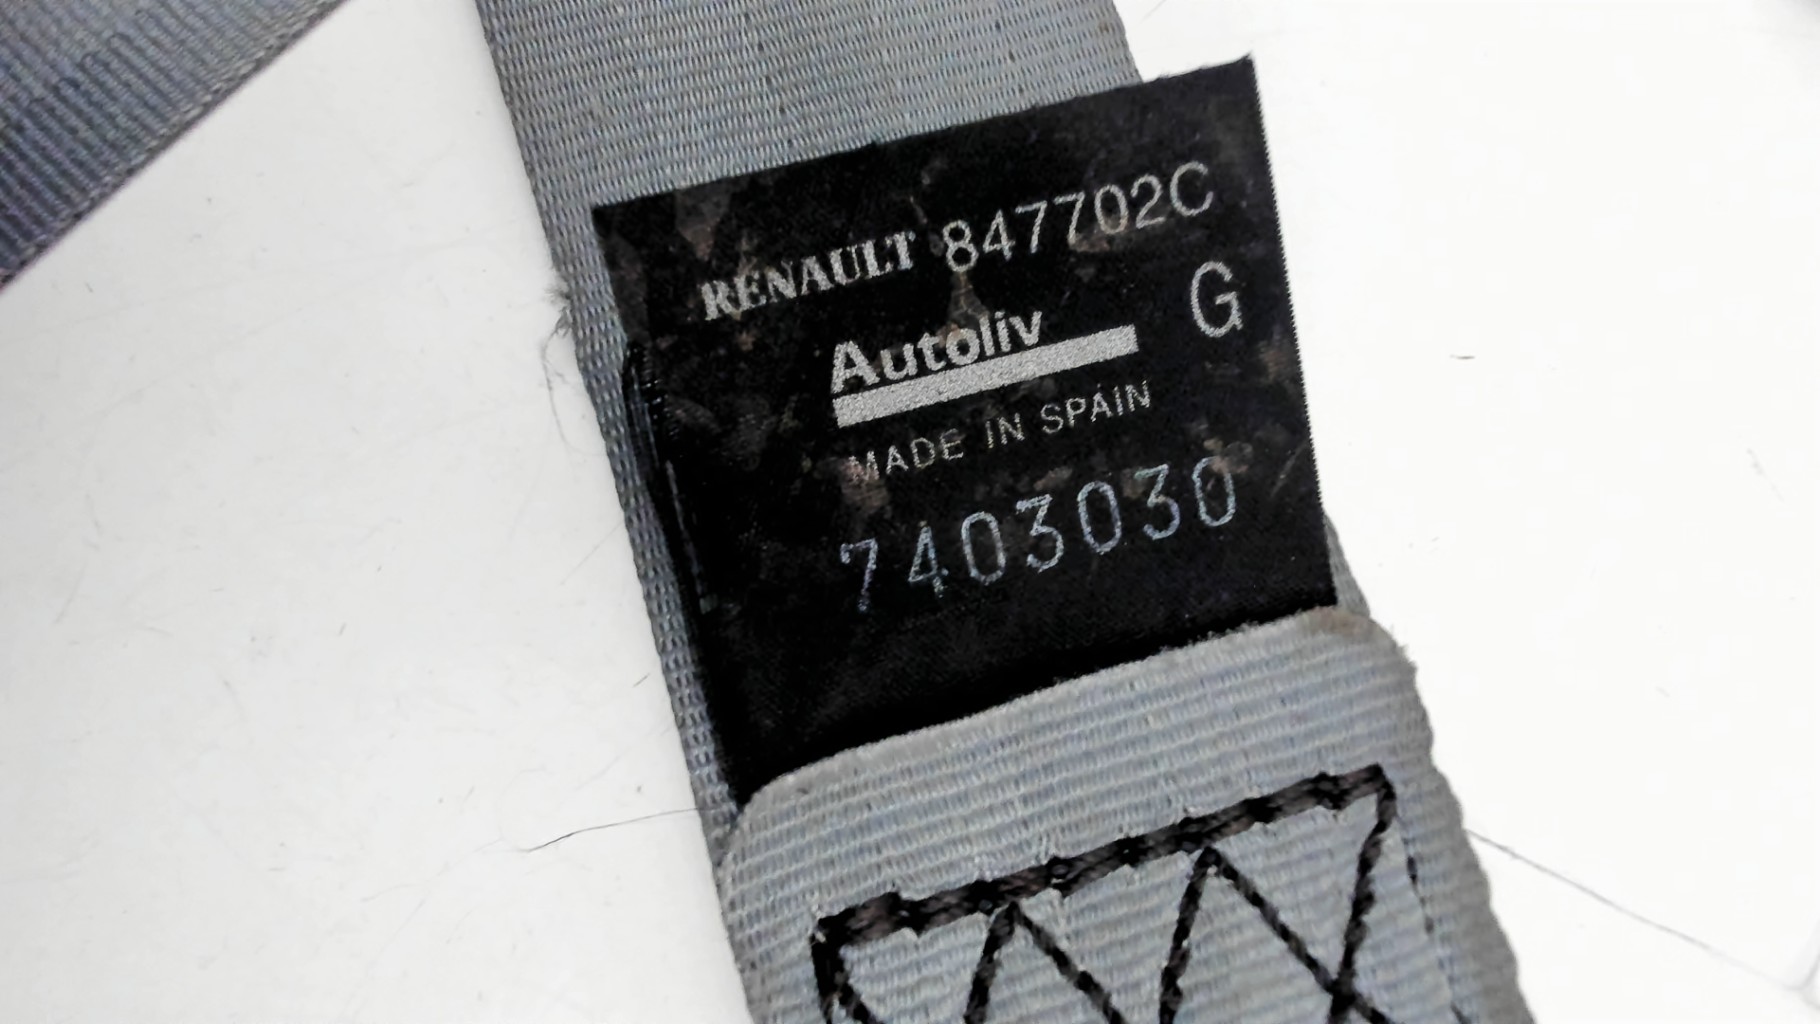 RENAULT 847702C
G
Autoliv
MADE IN SPAIN
7403030